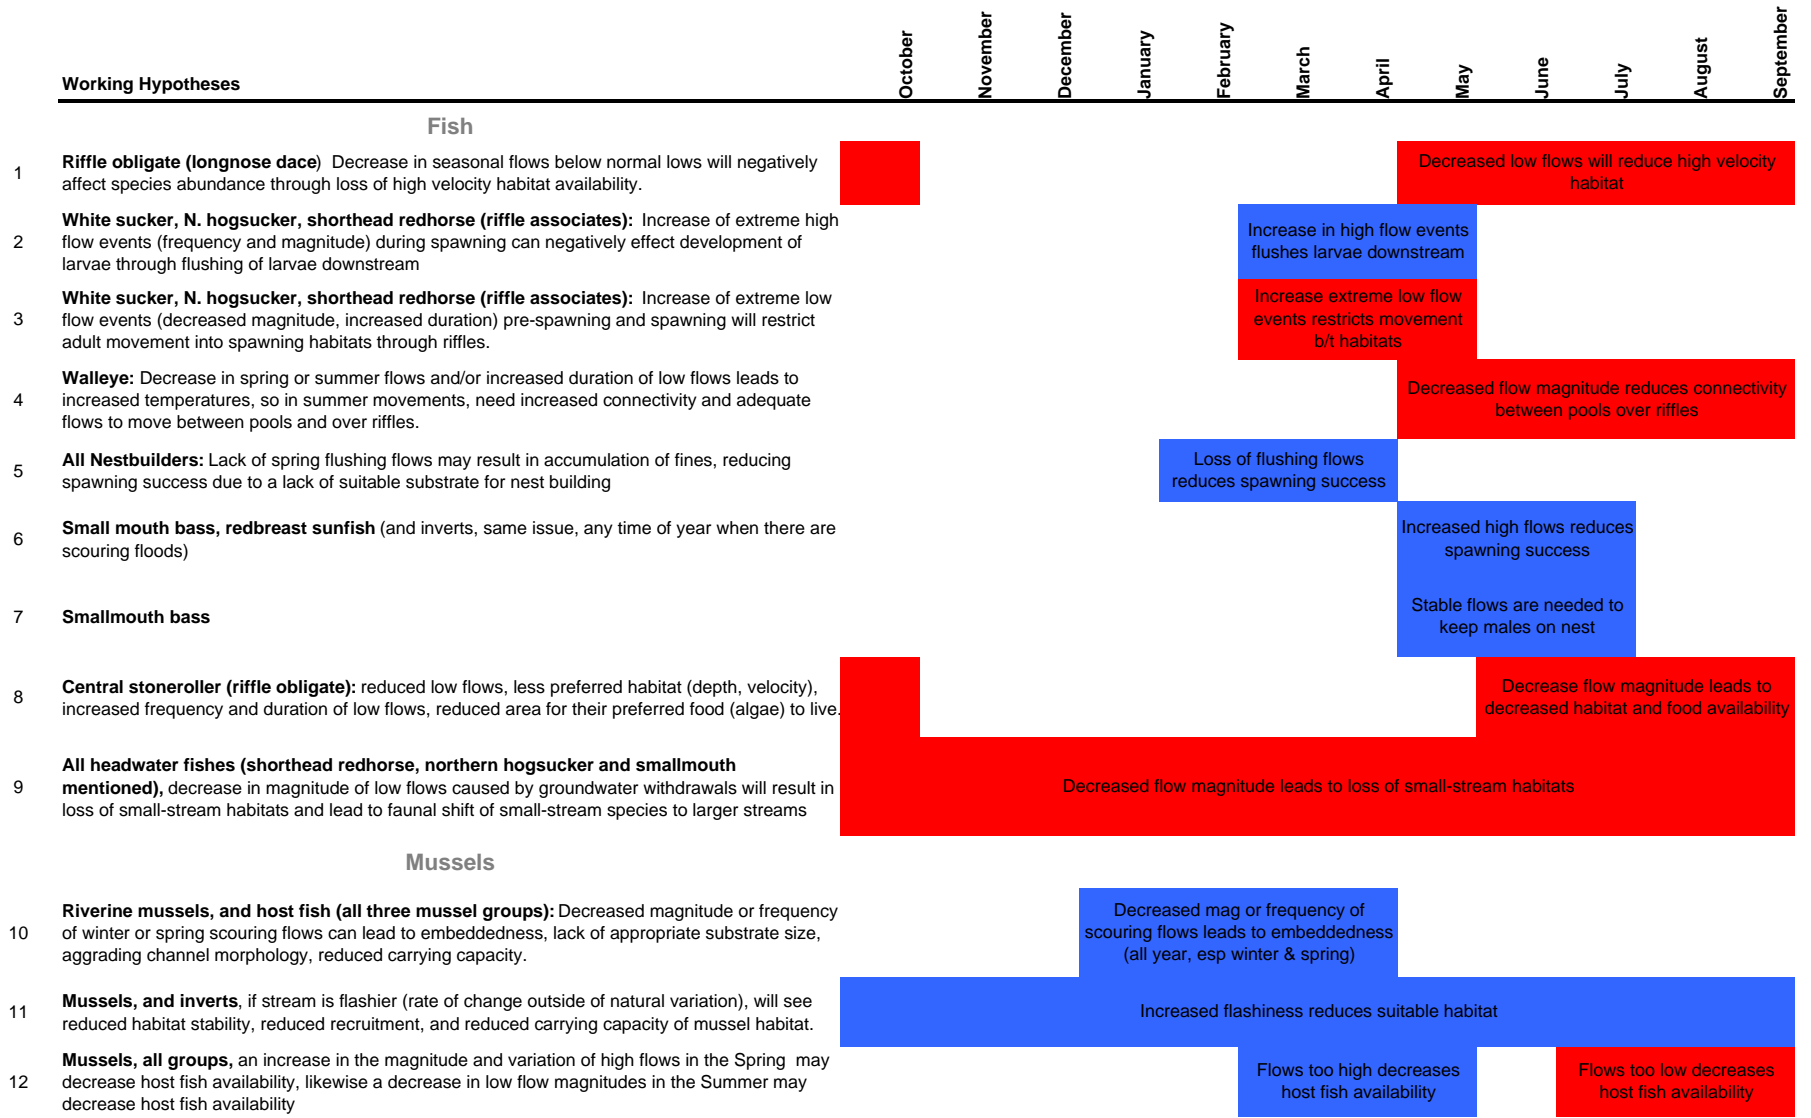 Working Hypotheses
October
November
December
January
February
March
April
May
June
July
August
September
Fish
1
Riffle obligate (longnose dace) Decrease in seasonal flows below normal lows will negatively
affect species abundance through loss of high velocity habitat availability.
Decreased low flows will reduce high velocity
habitat
2
White sucker, N. hogsucker, shorthead redhorse (riffle associates): Increase of extreme high
flow events (frequency and magnitude) during spawning can negatively effect development of
larvae through flushing of larvae downstream
Increase in high flow events
flushes larvae downstream
3
White sucker, N. hogsucker, shorthead redhorse (riffle associates): Increase of extreme low
flow events (decreased magnitude, increased duration) pre-spawning and spawning will restrict
adult movement into spawning habitats through riffles.
Increase extreme low flow
events restricts movement
b/t habitats
4
Walleye: Decrease in spring or summer flows and/or increased duration of low flows leads to
increased temperatures, so in summer movements, need increased connectivity and adequate
flows to move between pools and over riffles.
Decreased flow magnitude reduces connectivity
between pools over riffles
5
All Nestbuilders: Lack of spring flushing flows may result in accumulation of fines, reducing
spawning success due to a lack of suitable substrate for nest building
Loss of flushing flows
reduces spawning success
6
Small mouth bass, redbreast sunfish (and inverts, same issue, any time of year when there are
scouring floods)
Increased high flows reduces
spawning success
7
Smallmouth bass
Stable flows are needed to
keep males on nest
8
Central stoneroller (riffle obligate): reduced low flows, less preferred habitat (depth, velocity),
increased frequency and duration of low flows, reduced area for their preferred food (algae) to live.
Decrease flow magnitude leads to
decreased habitat and food availability
9
All headwater fishes (shorthead redhorse, northern hogsucker and smallmouth
mentioned), decrease in magnitude of low flows caused by groundwater withdrawals will result in
loss of small-stream habitats and lead to faunal shift of small-stream species to larger streams
Decreased flow magnitude leads to loss of small-stream habitats
Mussels
10
Riverine mussels, and host fish (all three mussel groups): Decreased magnitude or frequency
of winter or spring scouring flows can lead to embeddedness, lack of appropriate substrate size,
aggrading channel morphology, reduced carrying capacity.
Decreased mag or frequency of
scouring flows leads to embeddedness
(all year, esp winter & spring)
11
Mussels, and inverts, if stream is flashier (rate of change outside of natural variation), will see
reduced habitat stability, reduced recruitment, and reduced carrying capacity of mussel habitat.
Increased flashiness reduces suitable habitat
12
Mussels, all groups, an increase in the magnitude and variation of high flows in the Spring may
decrease host fish availability, likewise a decrease in low flow magnitudes in the Summer may
decrease host fish availability
Flows too high decreases
host fish availability
Flows too low decreases
host fish availability